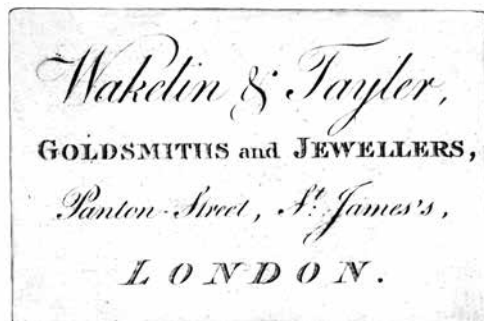 Wakelin & Tayler,
GOLDSMITHS and JEWELLERS,
Panton-Street, St. James's,
LONDON.